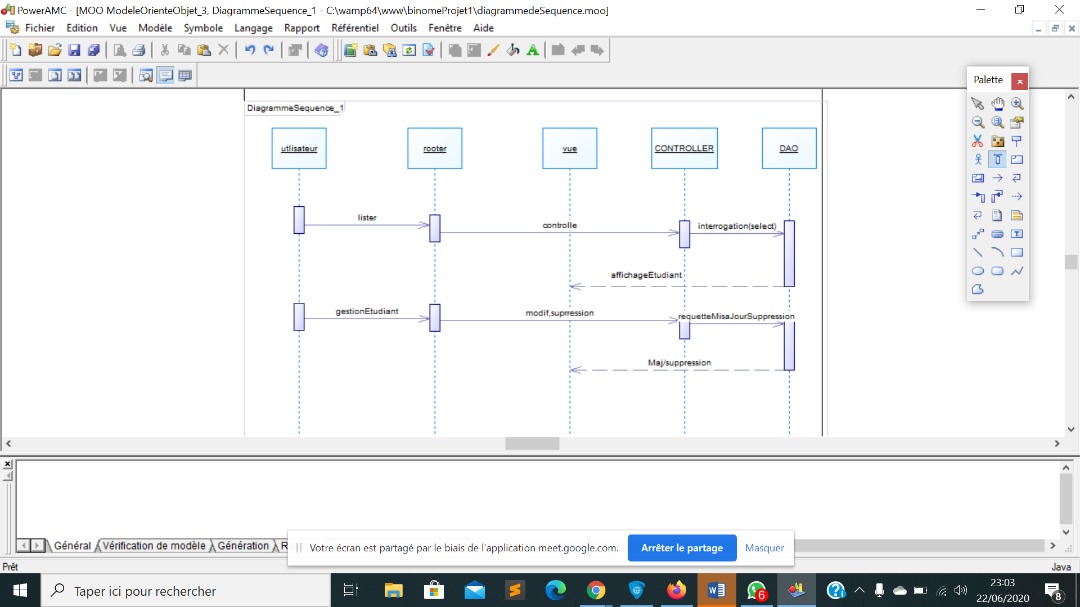 PowerAMC - [MOO ModeleOrienteObjet_3, DiagrammeSequence_1 - C:\wamp64\www\binomeProjet1\diagrammedeSequence.moo]
Fichier Edition Vue Modèle Symbole Langage Rapport Référentiel Outils Fenêtre Aide
Palette
DiagrammeSequence_1
utlisateur rooter vue CONTROLLER DAO
lister
controlle
interrogation(select)
affichageEtudiant
gestionEtudiant
modif,supression
requetteMisaJourSuppression
Maj/suppression
Général Vérification de modèle Génération R
Votre écran est partagé par le biais de l'application meet.google.com. Arrêter le partage Masquer
Prêt Java
Taper ici pour rechercher
6
23:03
22/06/2020
8